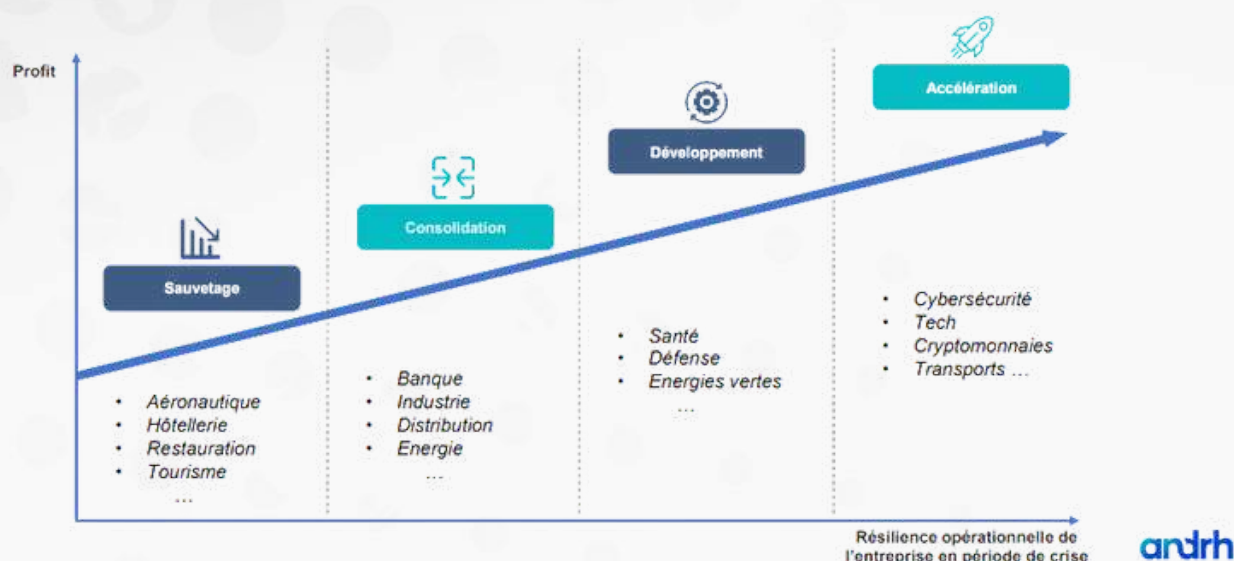 Profit
Accélération
Développement
Consolidation
Sauvetage
• Aéronautique
• Hôtellerie
• Restauration
• Tourisme
...
• Banque
• Industrie
• Distribution
• Energie
...
• Santé
• Défense
• Energies vertes
...
• Cybersécurité
• Tech
• Cryptomonnaies
• Transports ...
Résilience opérationnelle de
l'entreprise en période de crise
andrh